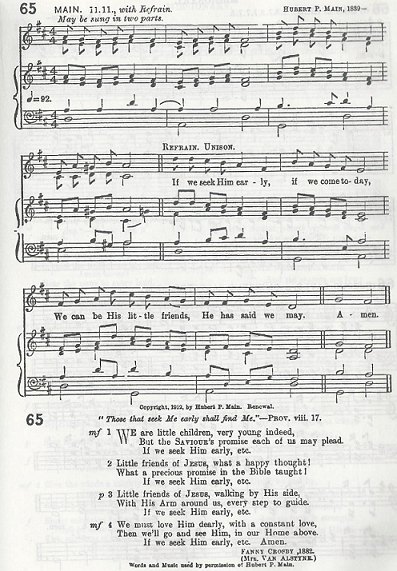 65 MAIN. 11.11., with Refrain. HUBERT P. MAIN, 1839–
May be sung in two parts.
=92.
REFRAIN. UNISON.
If we seek Him ear - ly, if we come to-day,
We can be His lit - tle friends, He has said we may. A - men.
Copyright, 1912, by Hubert P. Main. Renewal.
65
"Those that seek Me early shall find Me."—PROV. viii. 17.
mf 1 WE are little children, very young indeed,
But the SAVIOUR'S promise each of us may plead.
If we seek Him early, etc.
2 Little friends of JESUS, what a happy thought!
What a precious promise in the Bible taught!
If we seek Him early, etc.
p 3 Little friends of JESUS, walking by His side,
With His Arm around us, every step to guide.
If we seek Him early, etc.
mf 4 We must love Him dearly, with a constant love,
Then we'll go and see Him, in our Home above.
If we seek Him early, etc. Amen.
FANNY CROSBY, 1882.
(MRS. VAN ALSTYNE.)
Words and Music used by permission of Hubert P. Main.